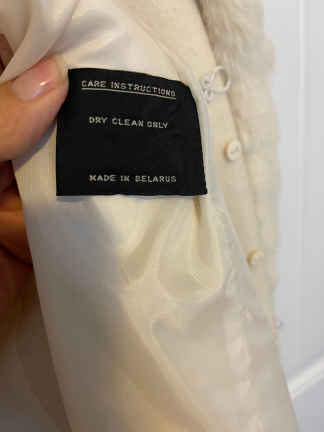 CARE INSTRUCTIONS
DRY CLEAN ONLY
MADE IN BELARUS